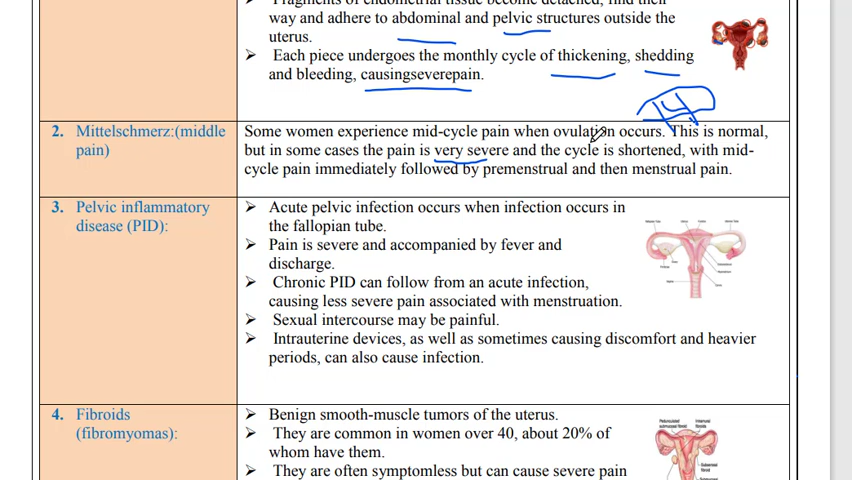 Fragments of endometrial tissue become detached, find their
way and adhere to abdominal and pelvic structures outside the
uterus.
➢ Each piece undergoes the monthly cycle of thickening, shedding
and bleeding, causingseverepain.
14
2. Mittelschmerz:(middle
pain)
Some women experience mid-cycle pain when ovulation occurs. This is normal,
but in some cases the pain is very severe and the cycle is shortened, with mid-
cycle pain immediately followed by premenstrual and then menstrual pain.
3. Pelvic inflammatory
disease (PID):
➢ Acute pelvic infection occurs when infection occurs in
the fallopian tube.
➢ Pain is severe and accompanied by fever and
discharge.
➢ Chronic PID can follow from an acute infection,
causing less severe pain associated with menstruation.
➢ Sexual intercourse may be painful.
➢ Intrauterine devices, as well as sometimes causing discomfort and heavier
periods, can also cause infection.
4. Fibroids
(fibromyomas):
➢ Benign smooth-muscle tumors of the uterus.
➢ They are common in women over 40, about 20% of
whom have them.
➢ They are often symptomless but can cause severe pain